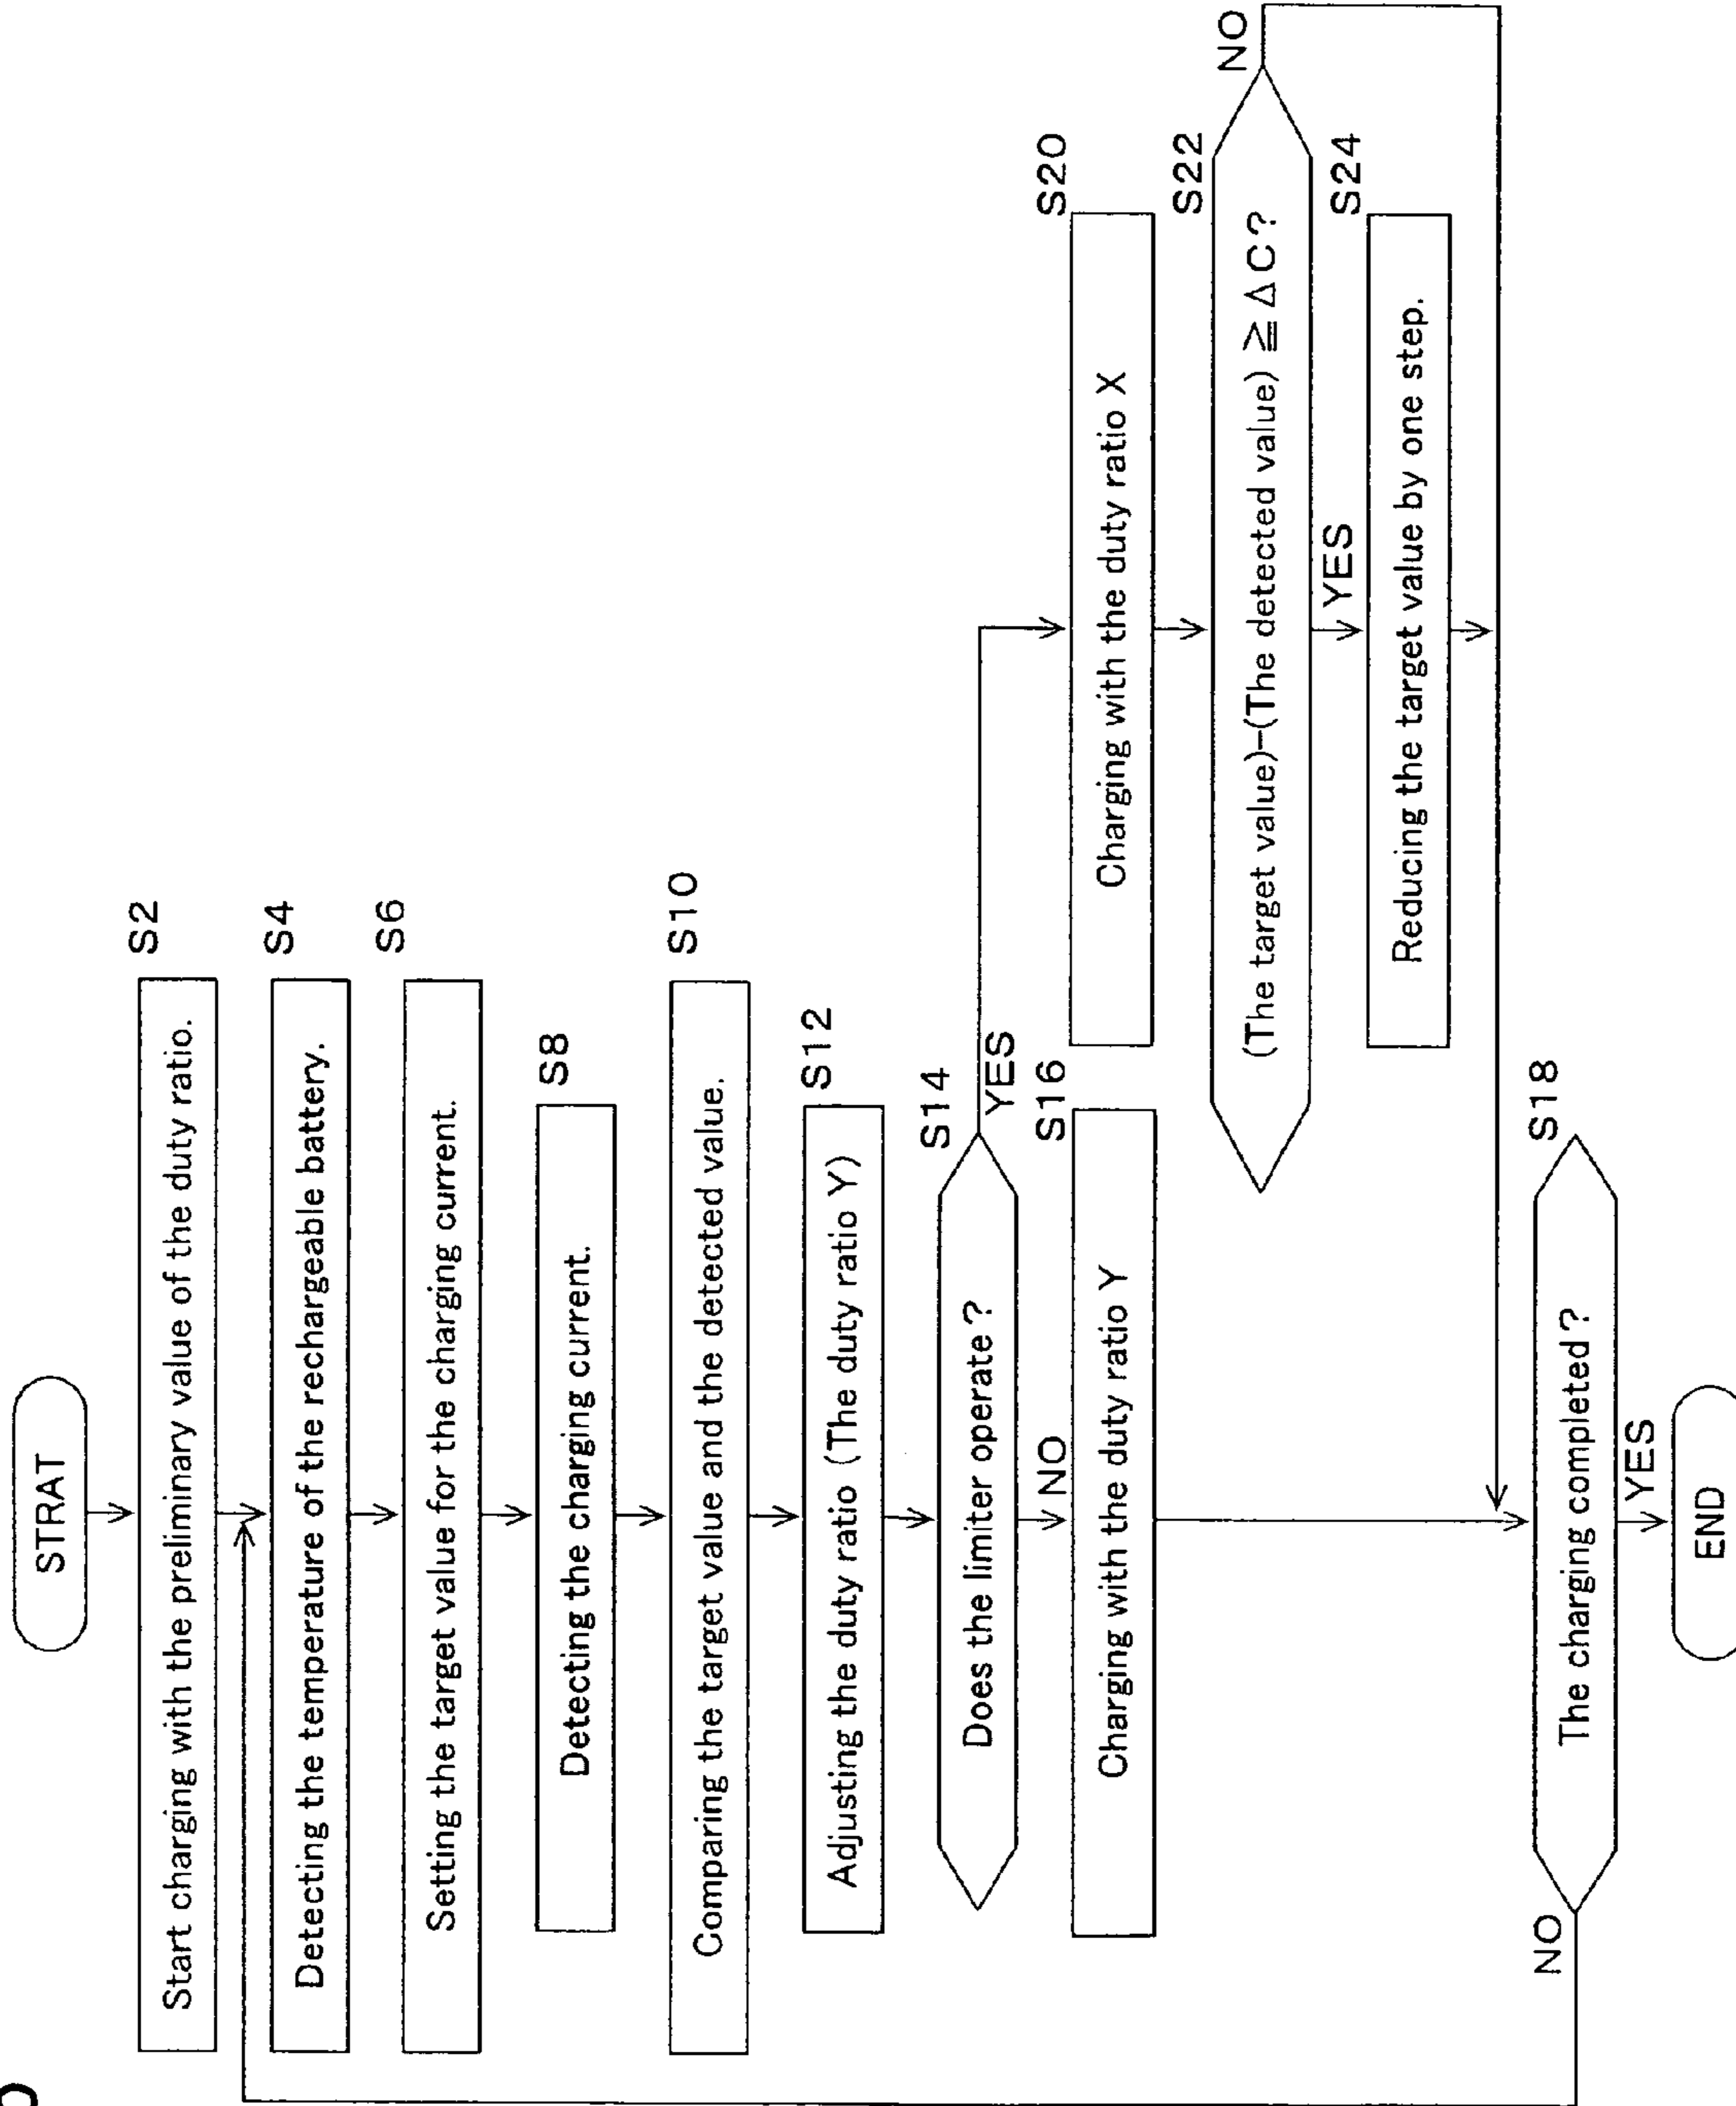 STRAT
S2
Start charging with the preliminary value of the duty ratio.
S4
Detecting the temperature of the rechargeable battery.
S6
Setting the target value for the charging current.
S8
Detecting the charging current.
S10
Comparing the target value and the detected value.
S12
Adjusting the duty ratio (The duty ratio Y)
S14
Does the limiter operate?
YES
NO
S16
Charging with the duty ratio Y
S20
Charging with the duty ratio X
S22
(The target value)-(The detected value) ≧ ΔC?
NO
YES
S24
Reducing the target value by one step.
S18
The charging completed?
NO
YES
END